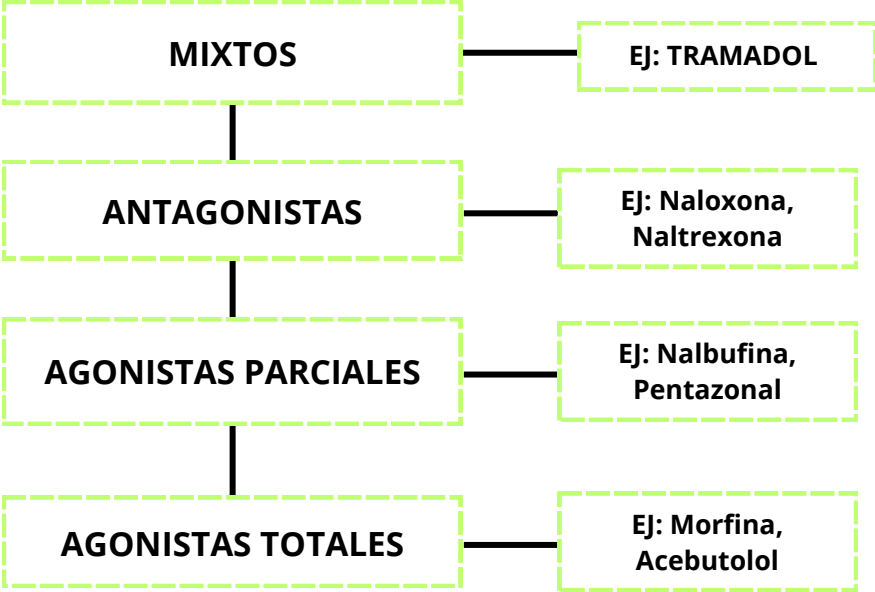 MIXTOS
EJ: TRAMADOL
ANTAGONISTAS
EJ: Naloxona,
Naltrexona
AGONISTAS PARCIALES
EJ: Nalbufina,
Pentazonal
AGONISTAS TOTALES
EJ: Morfina,
Acebutolol